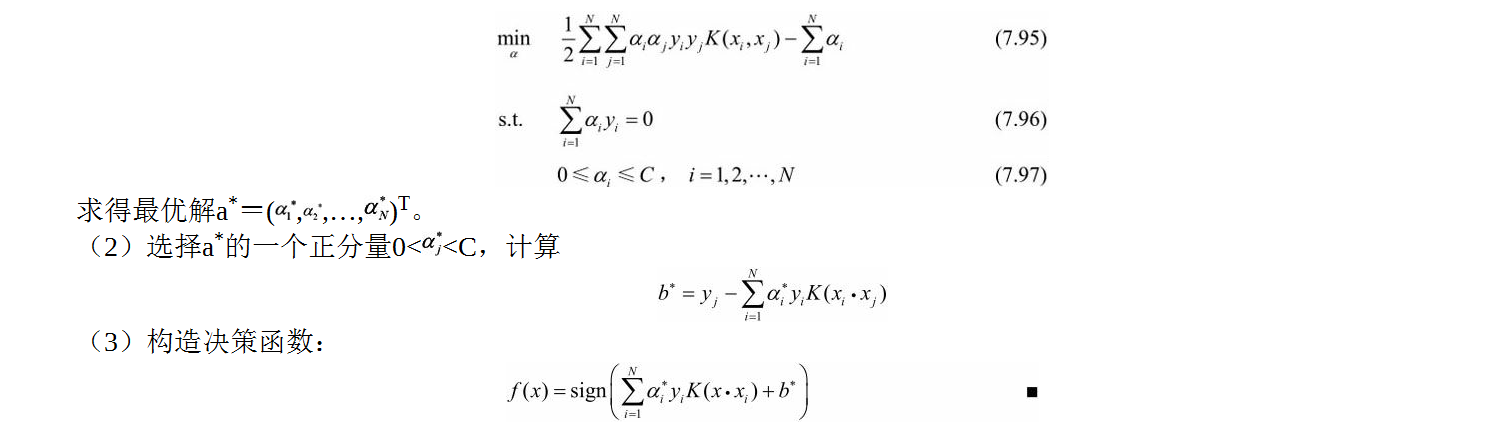 min_α 1/2 ∑_{i=1}^{N} ∑_{j=1}^{N} α_i α_j y_i y_j K(x_i, x_j) − ∑_{i=1}^{N} α_i (7.95)
s.t. ∑_{i=1}^{N} α_i y_i = 0 (7.96)
0 ≤ α_i ≤ C， i = 1, 2, ⋯, N (7.97)
求得最优解a*＝(α₁*,α₂*,…,α_N*)ᵀ。
（2）选择a*的一个正分量0<α_j*<C，计算
b* = y_j − ∑_{i=1}^{N} α_i* y_i K(x_i • x_j)
（3）构造决策函数：
f(x) = sign(∑_{i=1}^{N} α_i* y_i K(x • x_i) + b*) ■